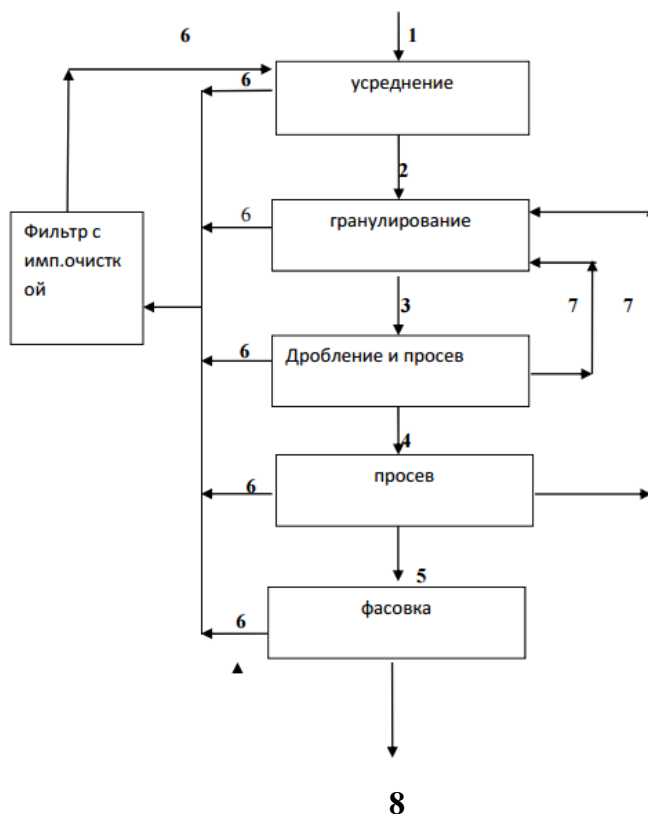 6
1
6
усреднение
2
6
гранулирование
Фильтр с
имп.очистк
ой
3
7
7
6
Дробление и просев
4
6
просев
5
6
фасовка
8